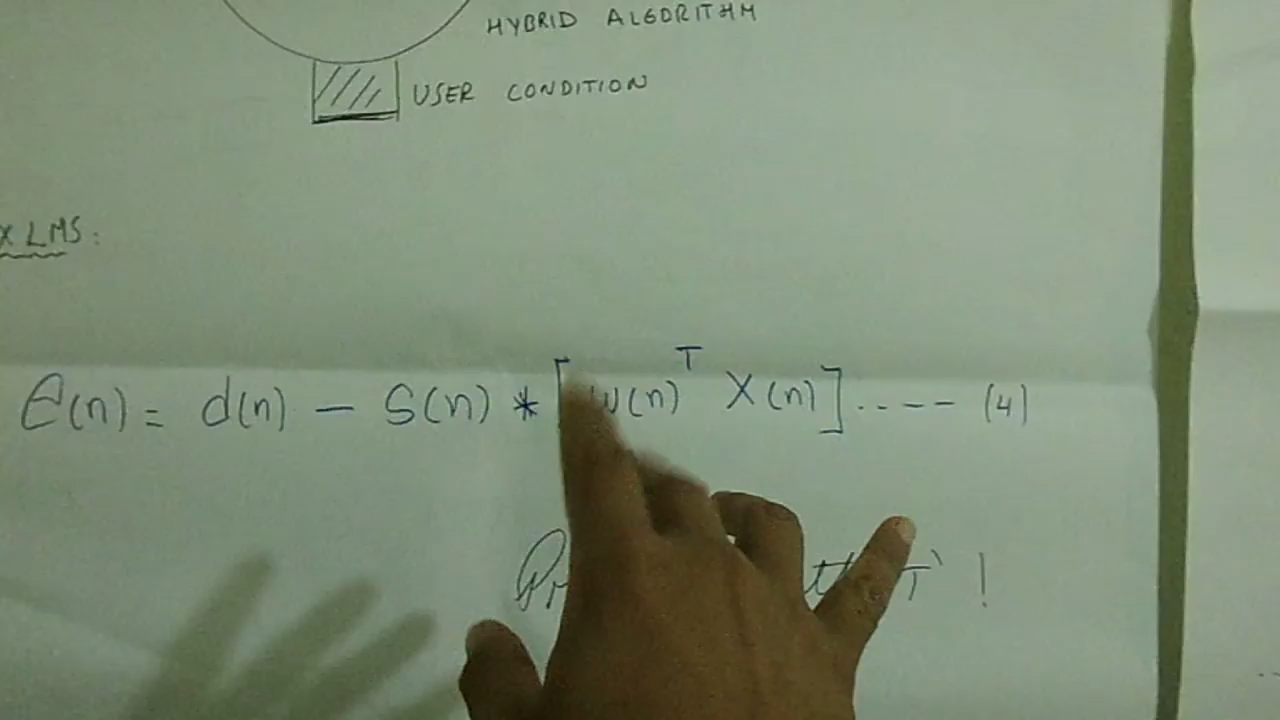 HYBRID ALGORITHM
USER CONDITION
X LMS:
e(n) = d(n) - S(n) * [W(n)^T X(n)] ----- (4)
!